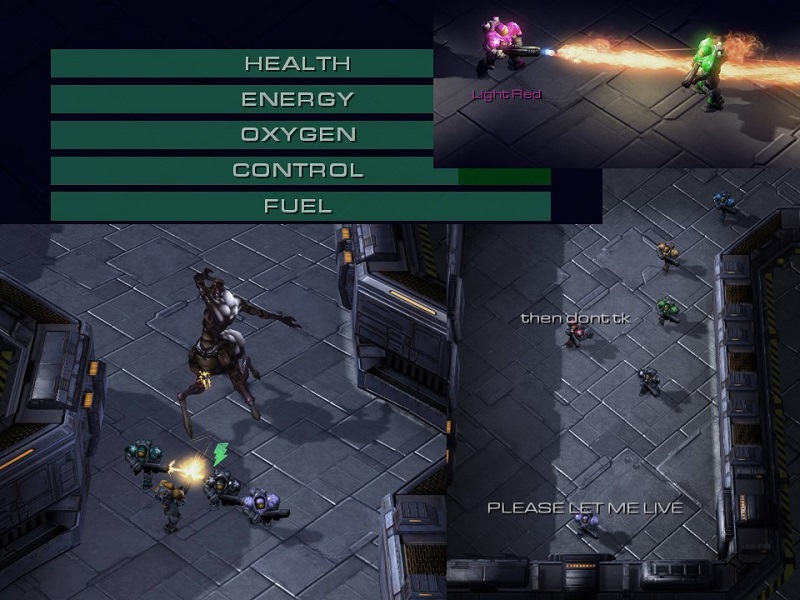 HEALTH
ENERGY
OXYGEN
CONTROL
FUEL
Light Red
then dont tk
PLEASE LET ME LIVE